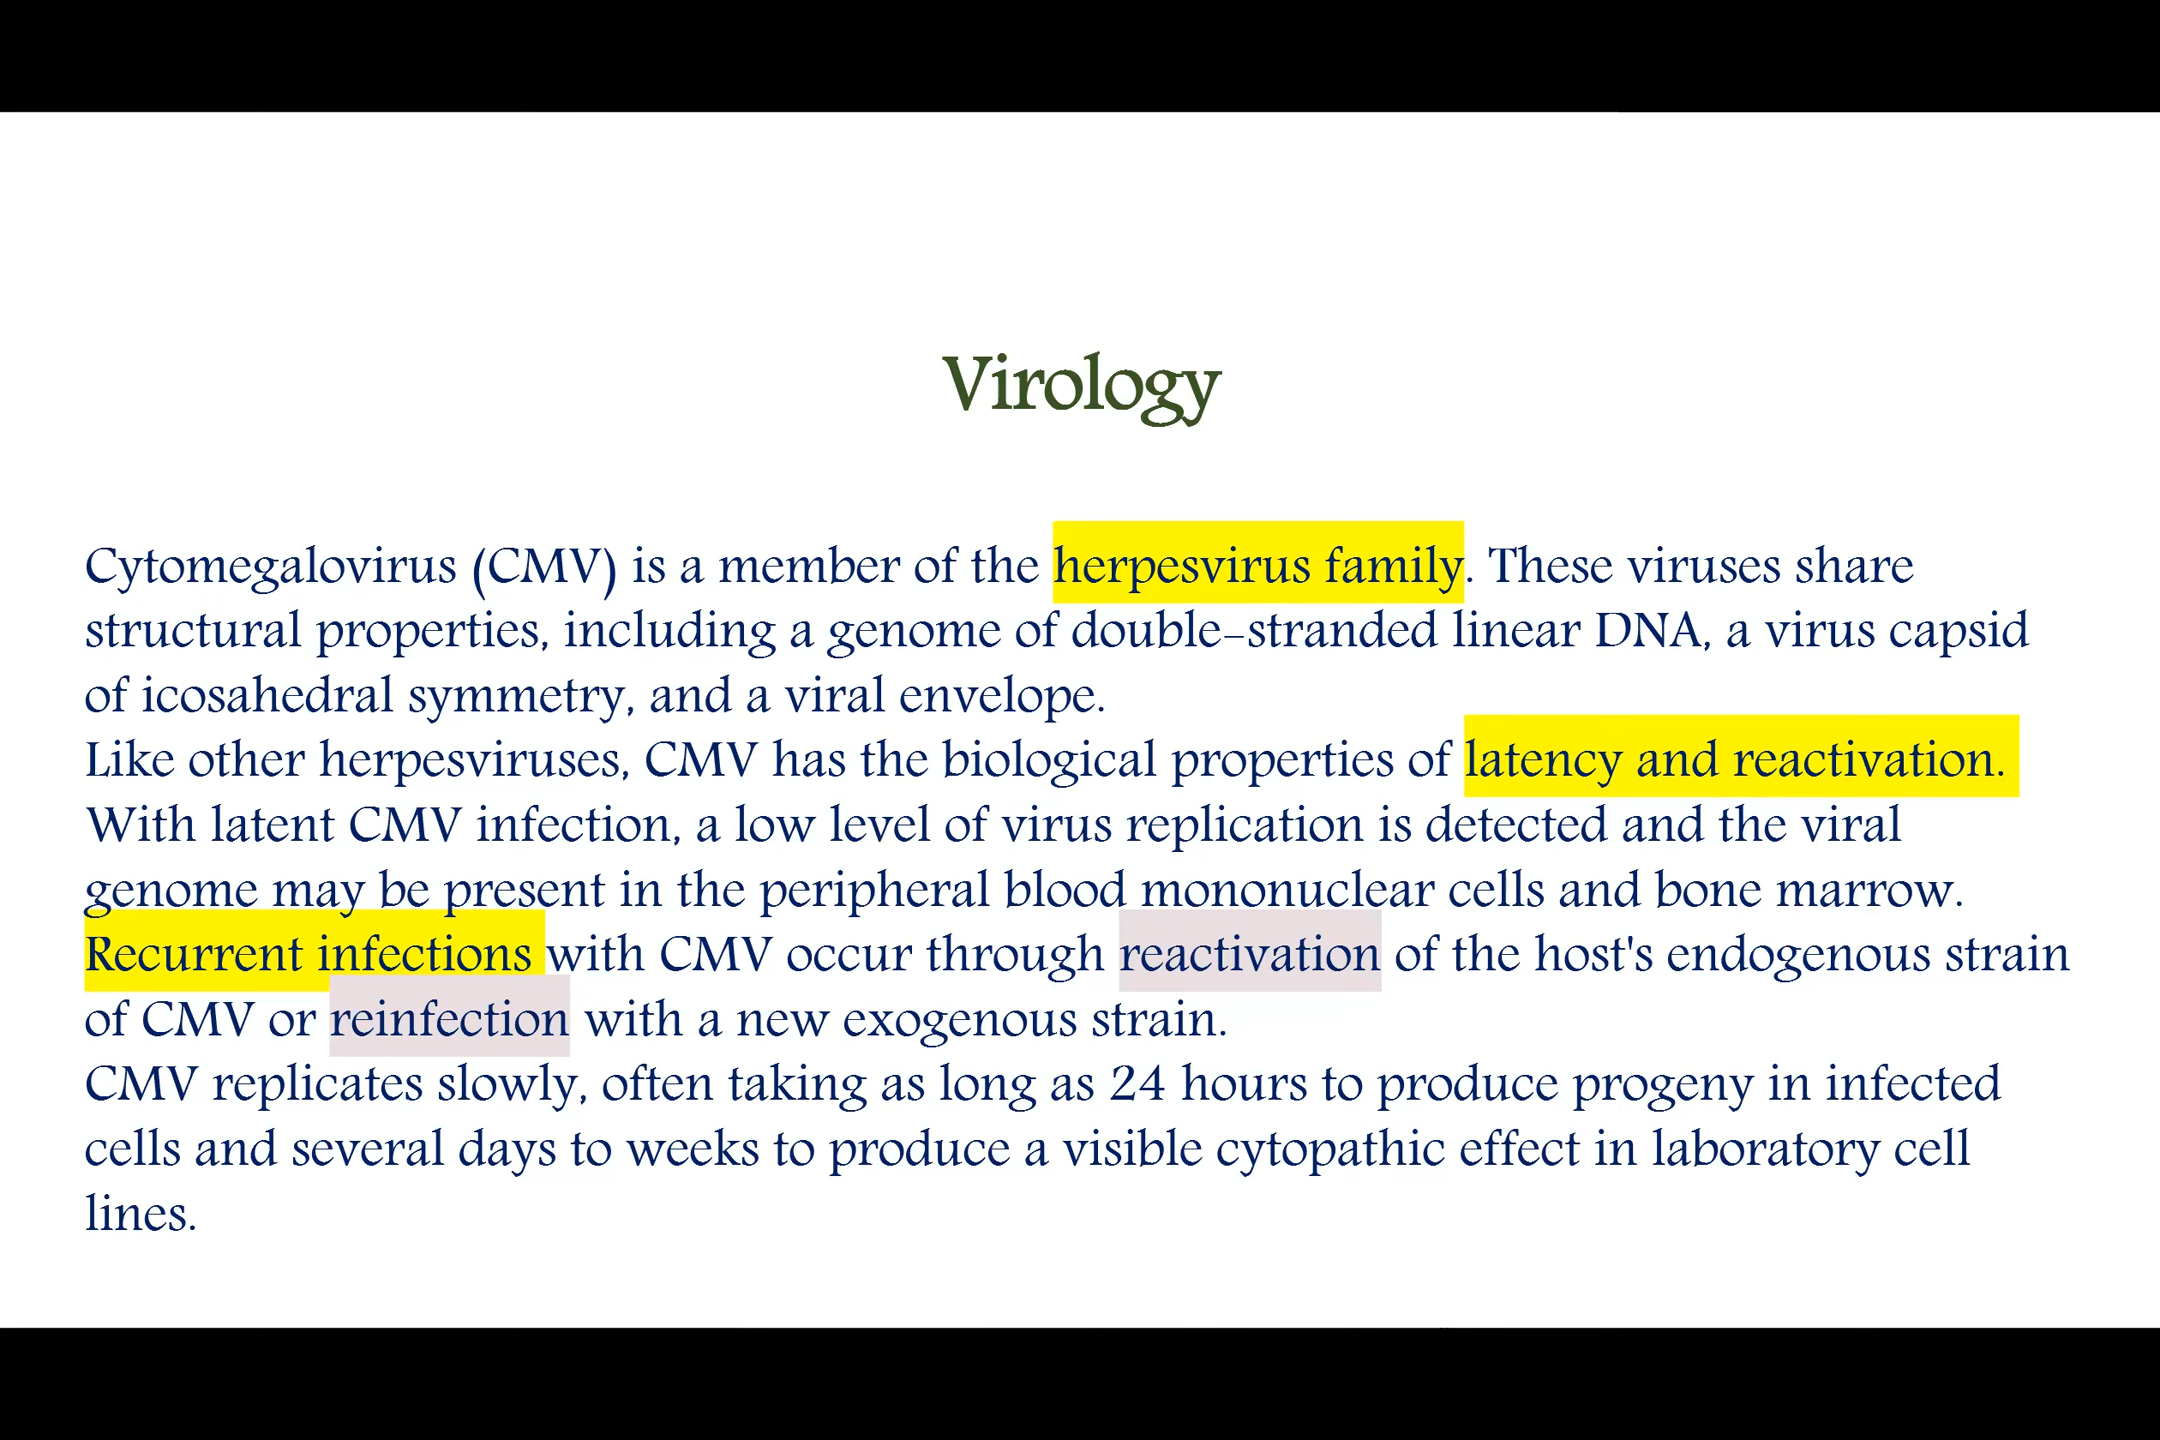 Virology
Cytomegalovirus (CMV) is a member of the herpesvirus family. These viruses share
structural properties, including a genome of double-stranded linear DNA, a virus capsid
of icosahedral symmetry, and a viral envelope.
Like other herpesviruses, CMV has the biological properties of latency and reactivation.
With latent CMV infection, a low level of virus replication is detected and the viral
genome may be present in the peripheral blood mononuclear cells and bone marrow.
Recurrent infections with CMV occur through reactivation of the host's endogenous strain
of CMV or reinfection with a new exogenous strain.
CMV replicates slowly, often taking as long as 24 hours to produce progeny in infected
cells and several days to weeks to produce a visible cytopathic effect in laboratory cell
lines.